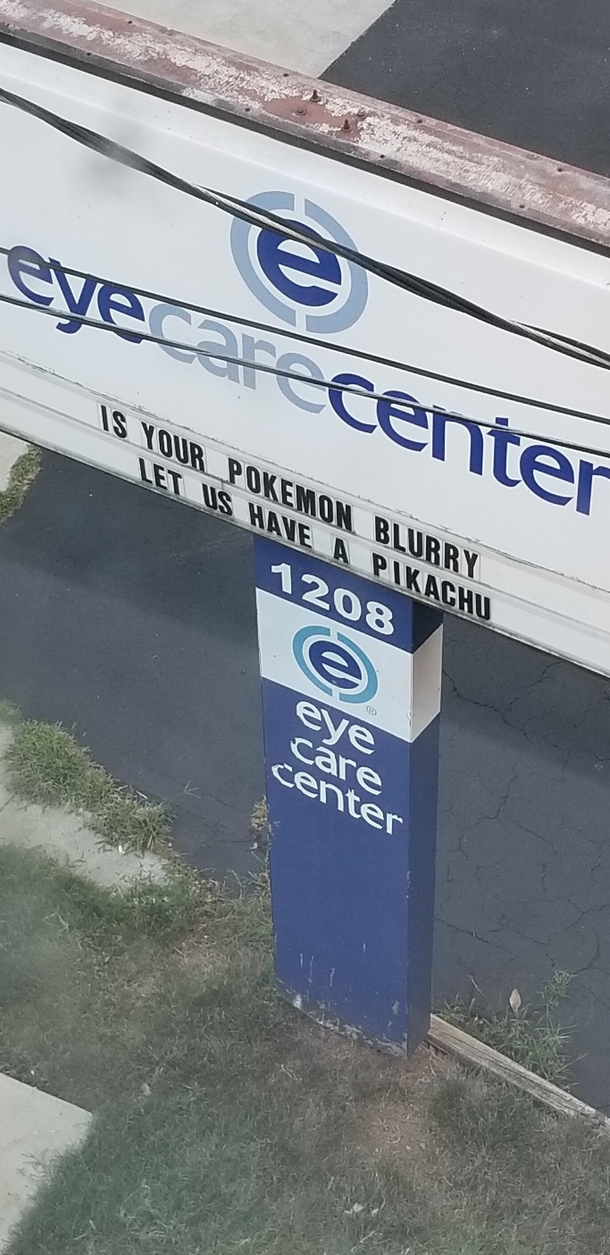 e
eyecarecenter
IS YOUR POKEMON BLURRY
LET US HAVE A PIKACHU
1208
e
®
eye
care
center